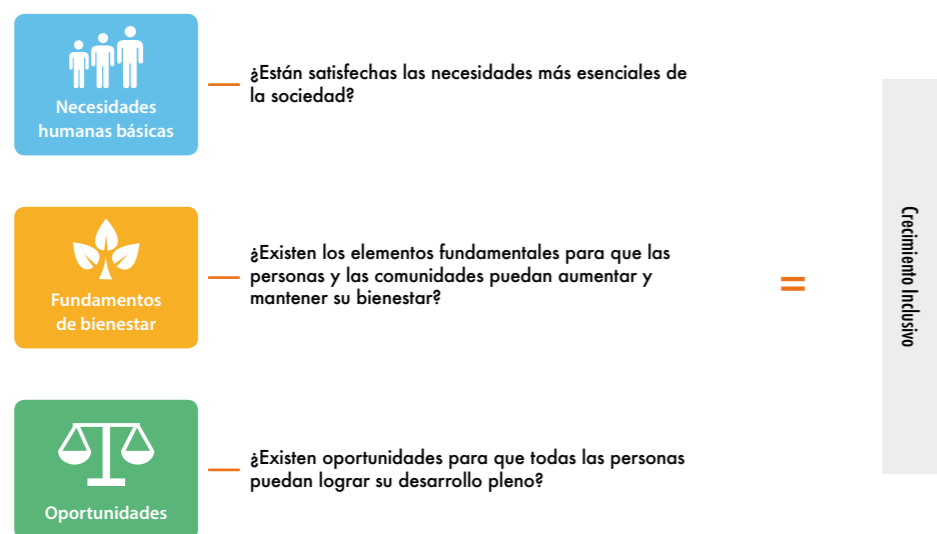 Necesidades
humanas básicas
¿Están satisfechas las necesidades más esenciales de
la sociedad?
Fundamentos
de bienestar
¿Existen los elementos fundamentales para que las
personas y las comunidades puedan aumentar y
mantener su bienestar?
=
Crecimiento Inclusivo
Oportunidades
¿Existen oportunidades para que todas las personas
puedan lograr su desarrollo pleno?